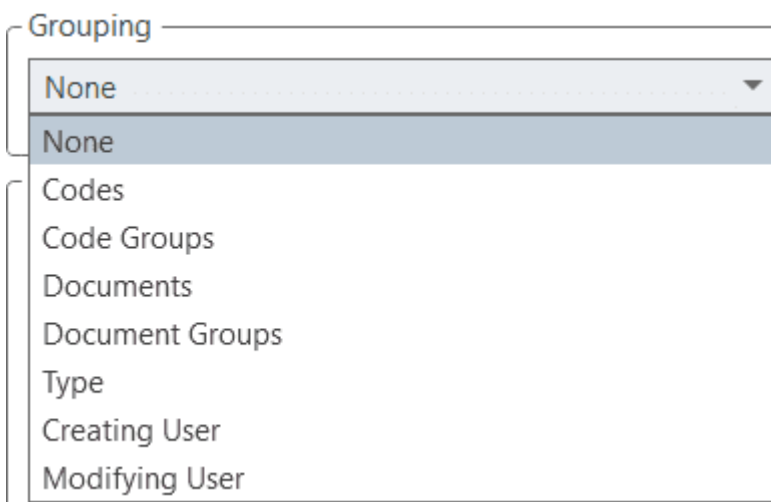 Grouping
None
None
Codes
Code Groups
Documents
Document Groups
Type
Creating User
Modifying User